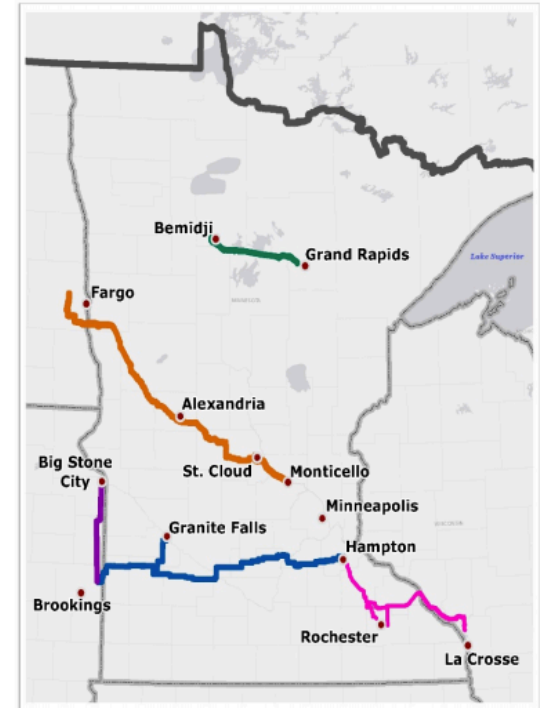 Bemidji
Grand Rapids
Lake Superior
Fargo
Alexandria
Big Stone
City
St. Cloud
Monticello
Minneapolis
Granite Falls
Hampton
Brookings
Rochester
La Crosse